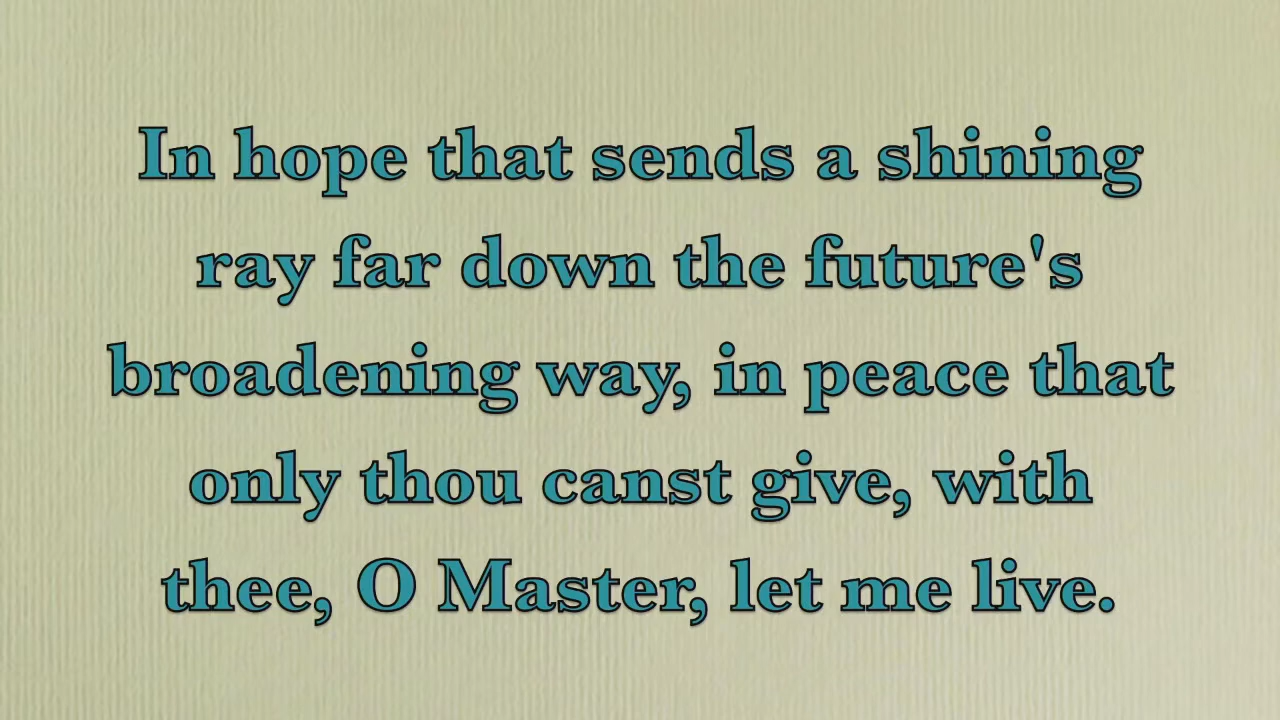 In hope that sends a shining
ray far down the future's
broadening way, in peace that
only thou canst give, with
thee, O Master, let me live.